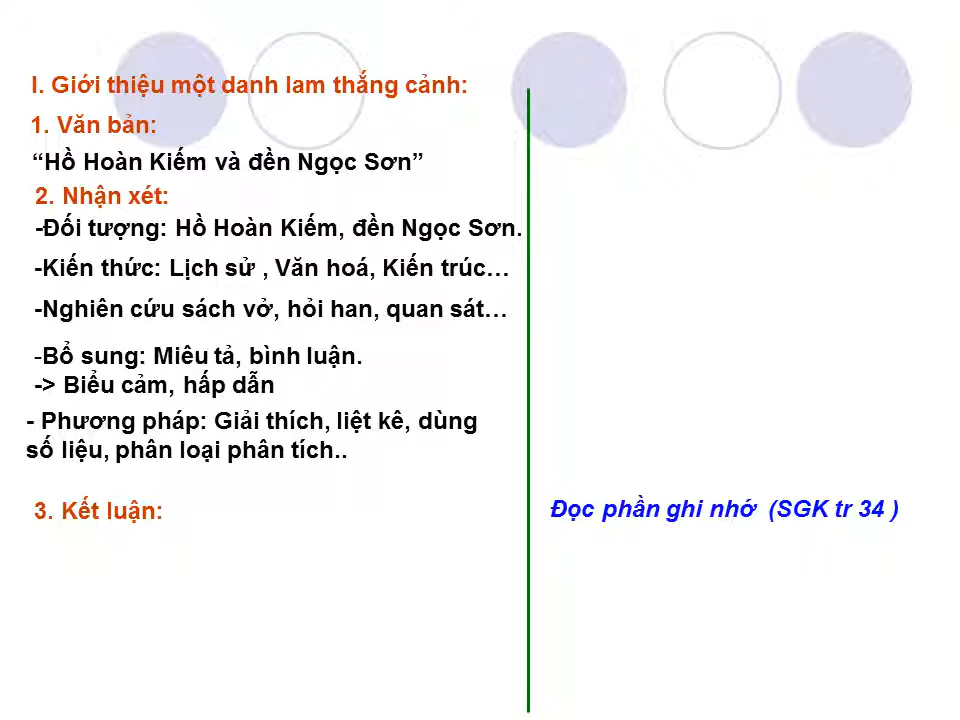 I. Giới thiệu một danh lam thắng cảnh:
1. Văn bản:
“Hồ Hoàn Kiếm và đền Ngọc Sơn”
2. Nhận xét:
-Đối tượng: Hồ Hoàn Kiếm, đền Ngọc Sơn.
-Kiến thức: Lịch sử , Văn hoá, Kiến trúc…
-Nghiên cứu sách vở, hỏi han, quan sát…
-Bổ sung: Miêu tả, bình luận.
-> Biểu cảm, hấp dẫn
- Phương pháp: Giải thích, liệt kê, dùng
số liệu, phân loại phân tích..
3. Kết luận:
Đọc phần ghi nhớ (SGK tr 34 )